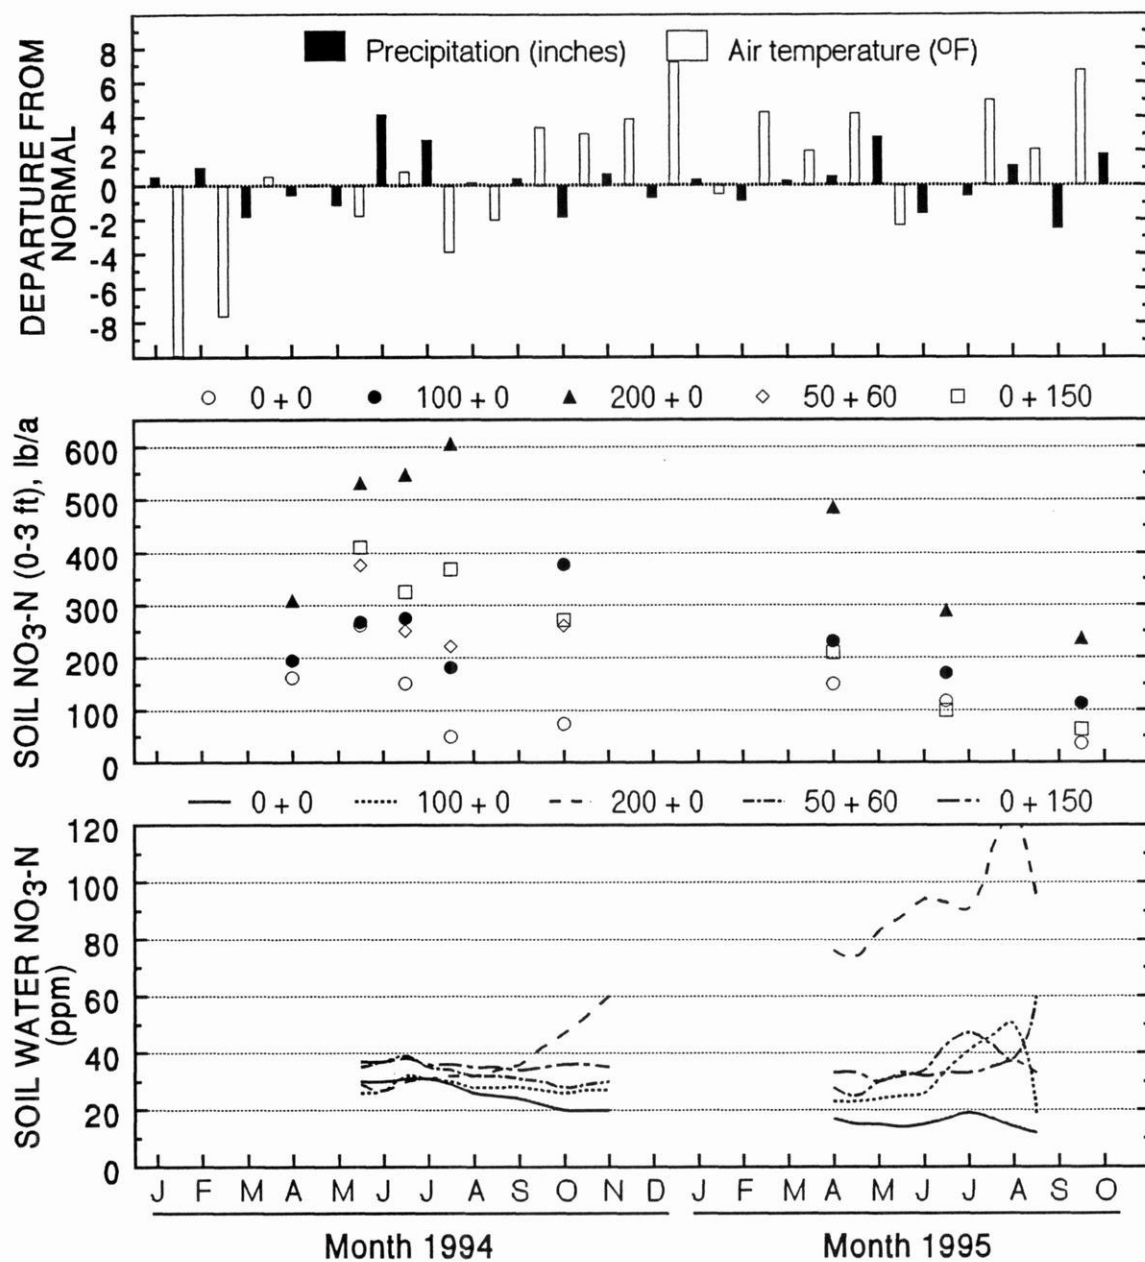 Precipitation (inches) Air temperature (ºF)
DEPARTURE FROM
NORMAL
8
6
4
2
0
-2
-4
-6
-8
0 + 0 100 + 0 200 + 0 50 + 60 0 + 150
SOIL NO3-N (0-3 ft), lb/a
600
500
400
300
200
100
0
0 + 0 100 + 0 200 + 0 50 + 60 0 + 150
SOIL WATER NO3-N
(ppm)
120
100
80
60
40
20
0
J F M A M J J A S O N D J F M A M J J A S O
Month 1994 Month 1995